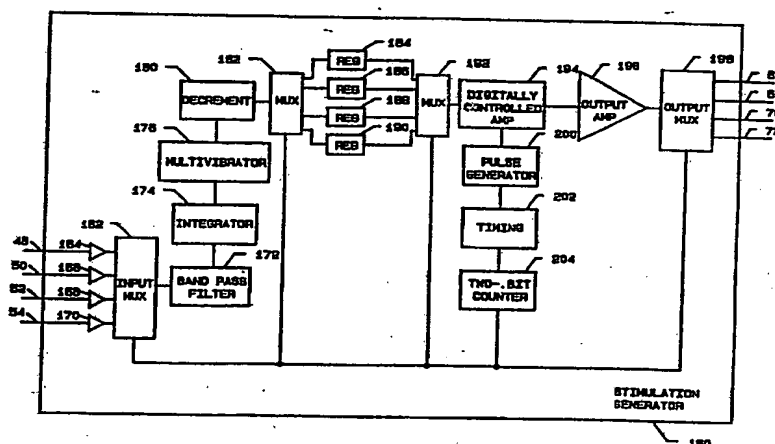 180
182
184
192
194
196
198
REG
186
REG
188
REG
190
REG
DECREMENT
MUX
MUX
DIGITALLY
CONTROLLED
AMP
OUTPUT
AMP
OUTPUT
MUX
176
MULTIVIBRATOR
200
PULSE
GENERATOR
174
INTEGRATOR
202
TIMING
162
172
204
48
164
50
166
52
168
54
170
INPUT
MUX
BAND PASS
FILTER
TWO-.BIT
COUNTER
STIMULATION
GENERATOR